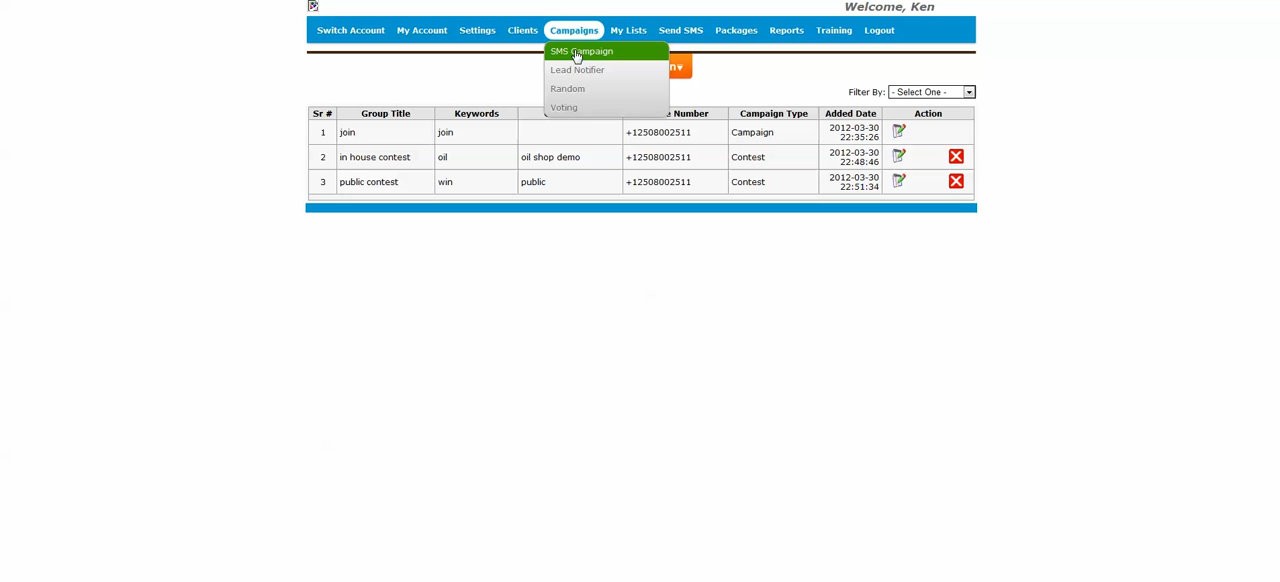 Welcome, Ken
Switch Account My Account Settings Clients Campaigns My Lists Send SMS Packages Reports Training Logout
SMS Campaign
Lead Notifier
Random
Voting
Filter By: - Select One -
Sr # Group Title Keywords Number Campaign Type Added Date Action
1 join join +12508002511 Campaign 2012-03-30 22:35:26
2 in house contest oil oil shop demo +12508002511 Contest 2012-03-30 22:48:46
3 public contest win public +12508002511 Contest 2012-03-30 22:51:34